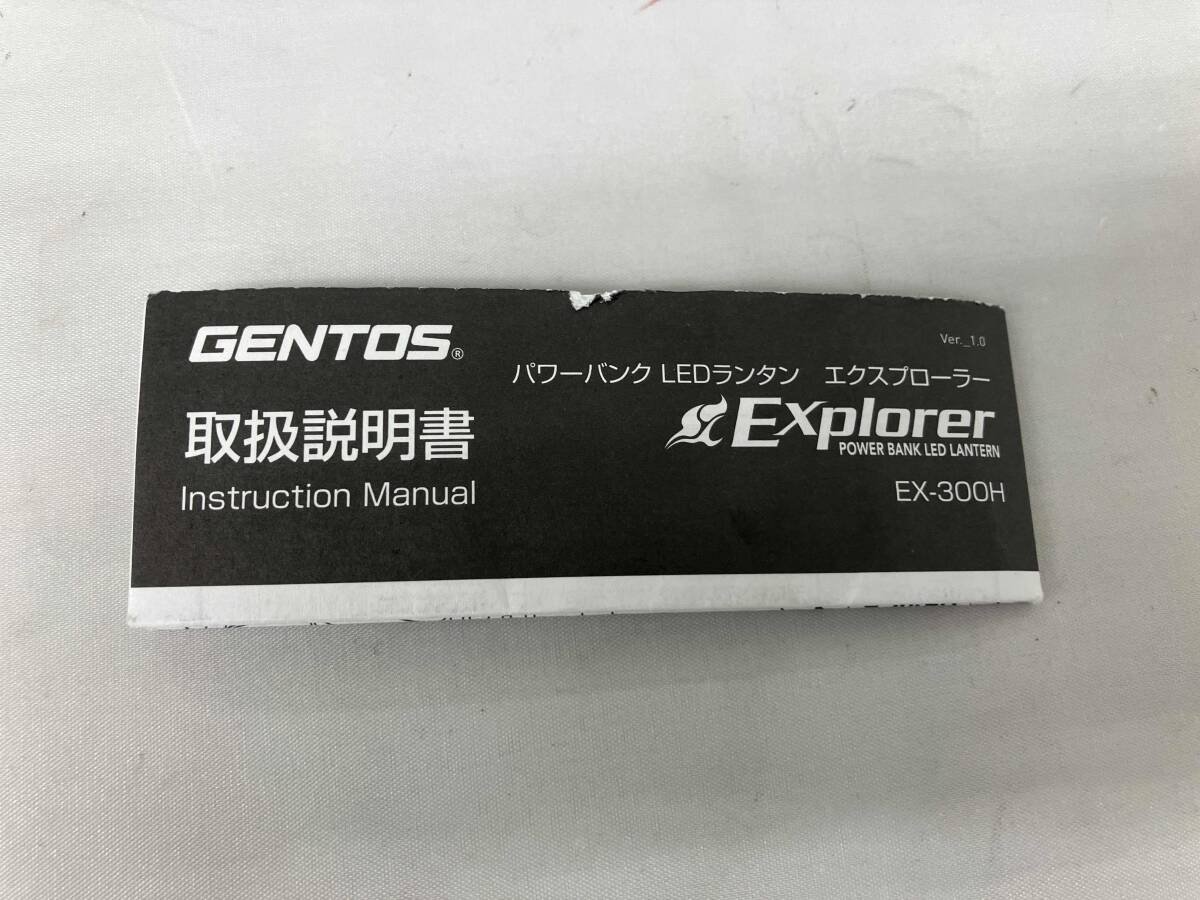 GENTOS®
取扱説明書
Instruction Manual
Ver._1.0
パワーバンク LEDランタン エクスプローラー
Explorer
POWER BANK LED LANTERN
EX-300H